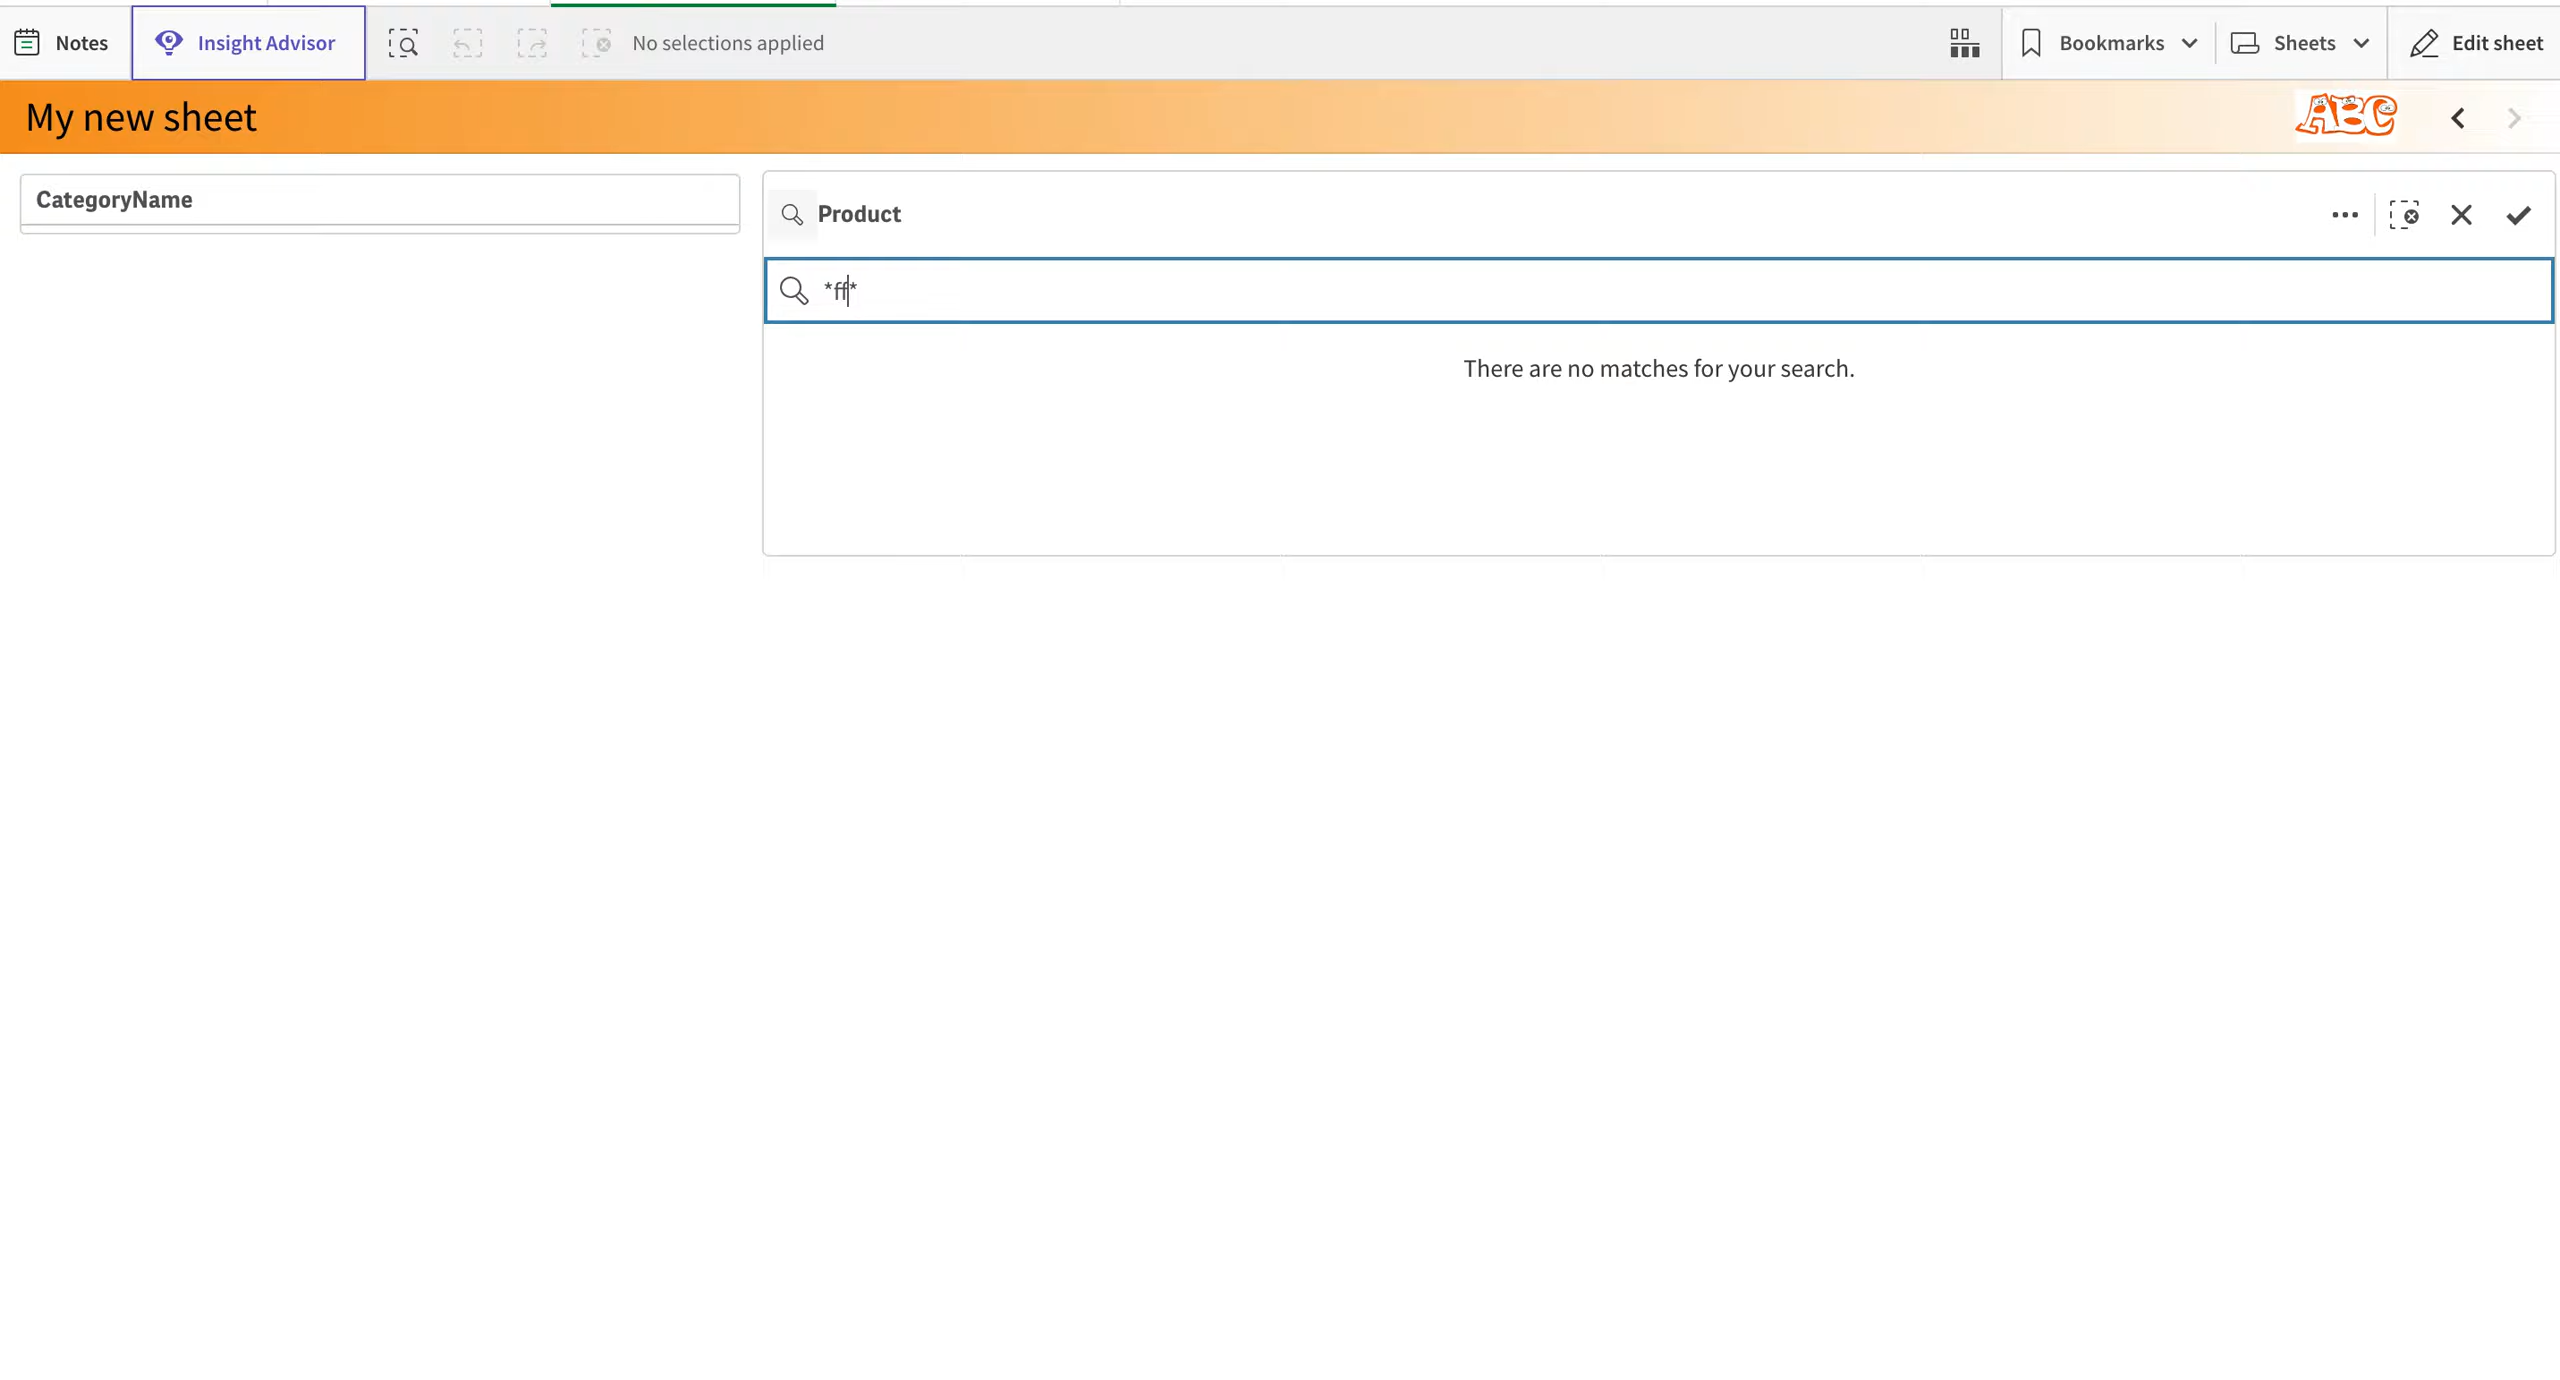 Notes
Insight Advisor
No selections applied
Bookmarks
Sheets
Edit sheet
My new sheet
ABC
CategoryName
Product
*ff*
There are no matches for your search.